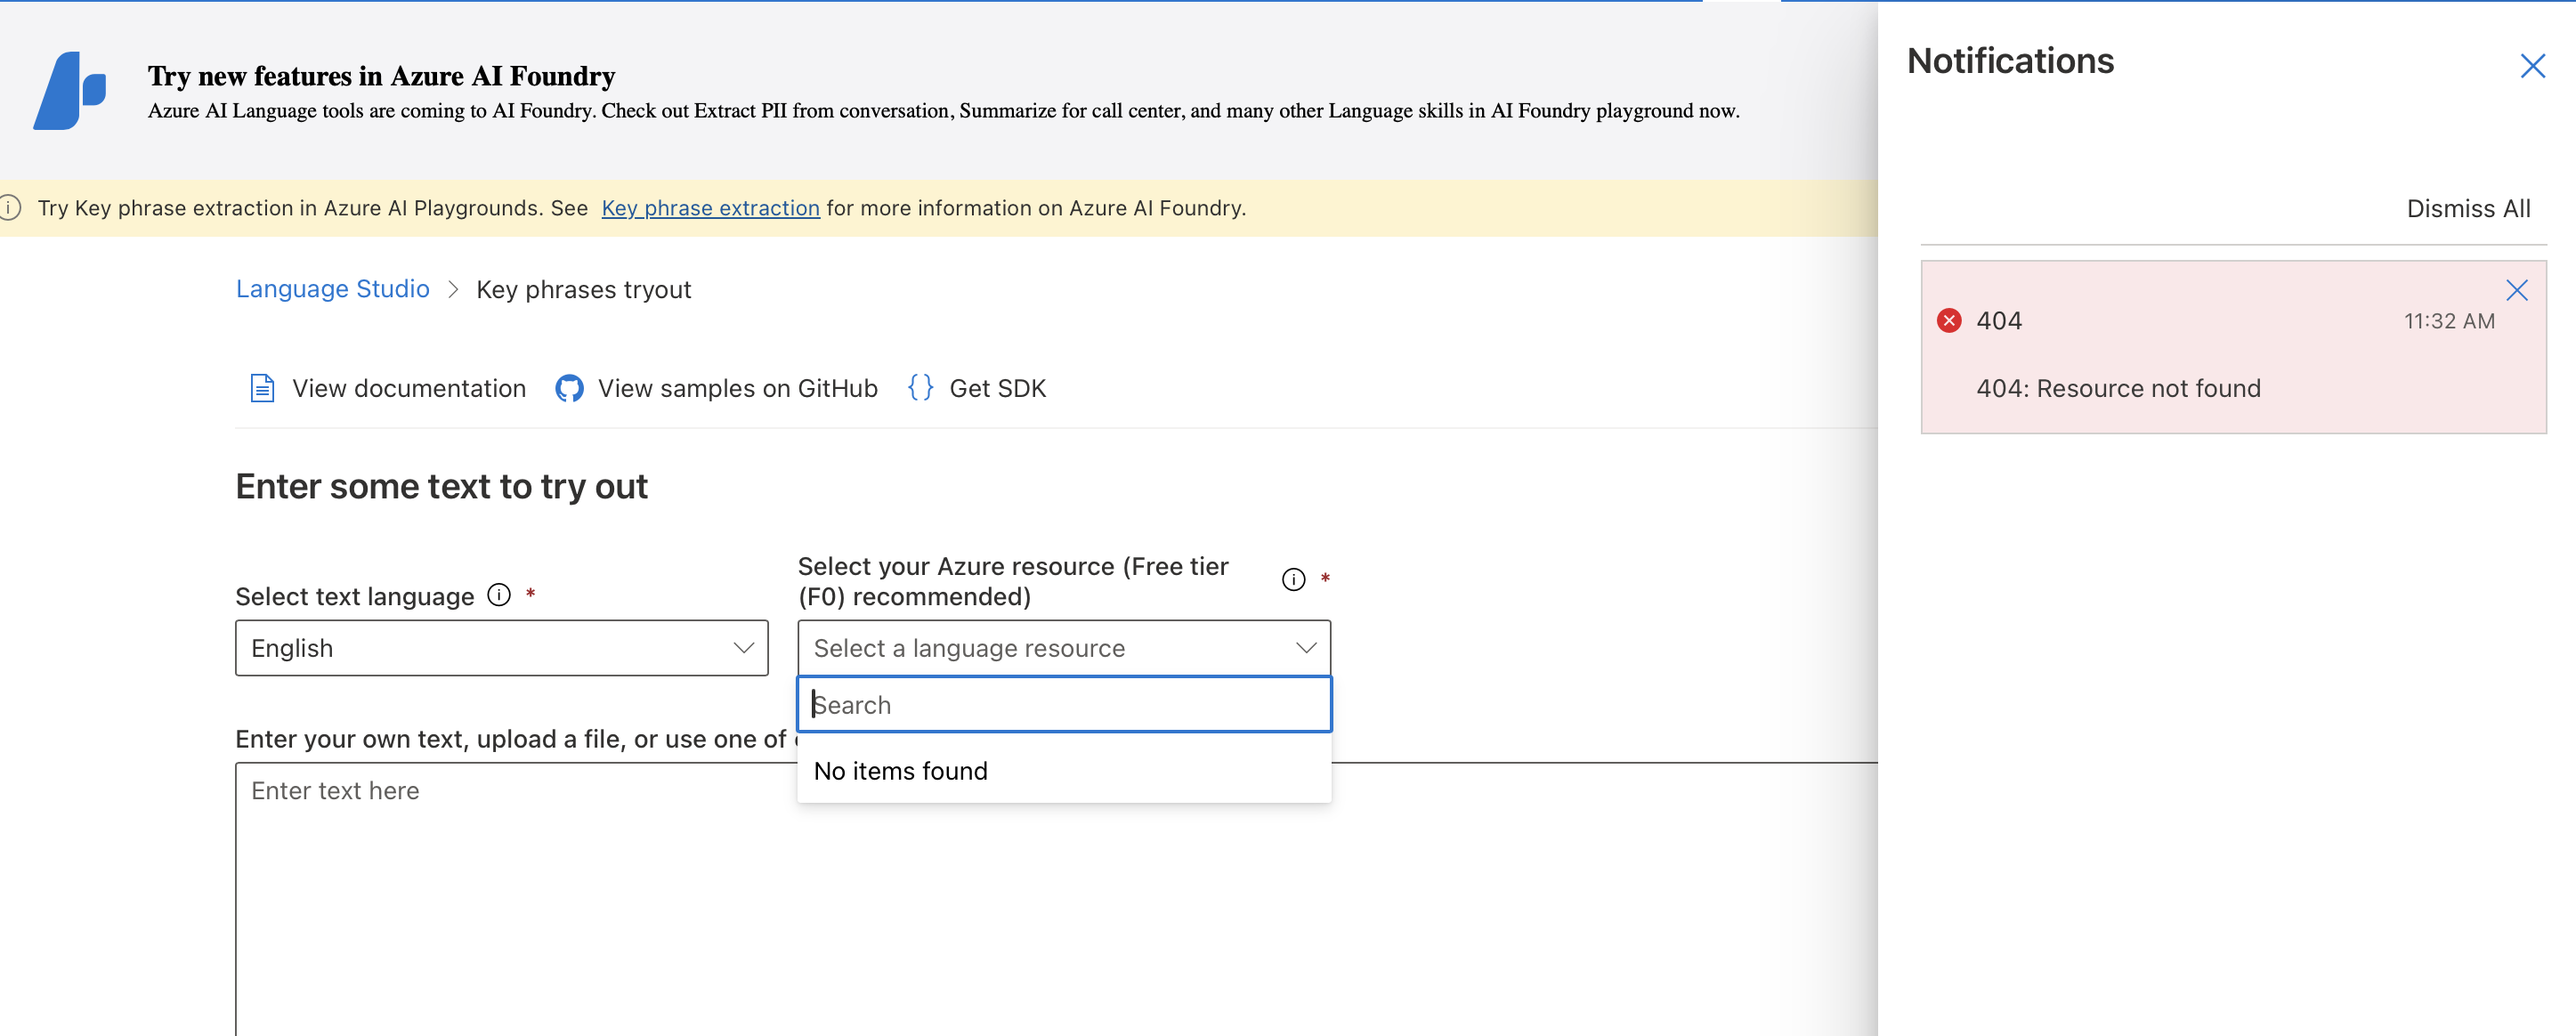 Try new features in Azure AI Foundry
Azure AI Language tools are coming to AI Foundry. Check out Extract PII from conversation, Summarize for call center, and many other Language skills in AI Foundry playground now.
Try Key phrase extraction in Azure AI Playgrounds. See Key phrase extraction for more information on Azure AI Foundry.
Language Studio > Key phrases tryout
View documentation View samples on GitHub {} Get SDK
Enter some text to try out
Select text language *
English
Select your Azure resource (Free tier
(F0) recommended) *
Select a language resource
Search
No items found
Enter your own text, upload a file, or use one of
Enter text here
Notifications
Dismiss All
404 11:32 AM
404: Resource not found